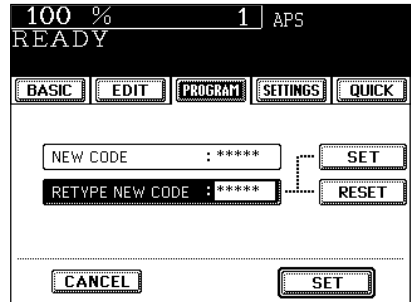 100 % 1 APS
READY
BASIC EDIT PROGRAM SETTINGS QUICK
NEW CODE :***** SET
RETYPE NEW CODE :***** RESET
CANCEL SET